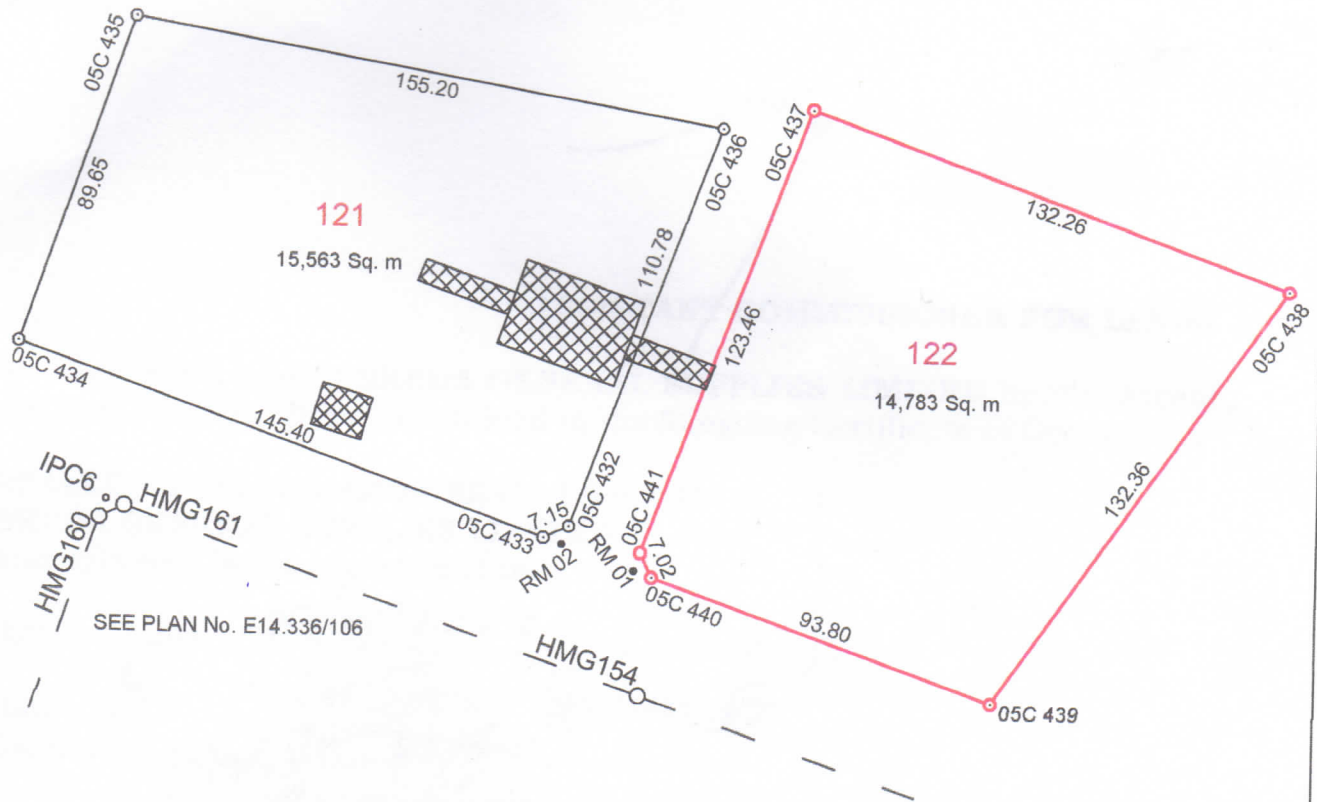 05C 435
155.20
05C 436
05C 437
89.65
121
15,563 Sq. m
110.78
132.26
05C 438
123.46
122
14,783 Sq. m
132.36
05C 434
145.40
IPC6
HMG161
HMG160
05C 433
7.15
05C 432
RM 02
RM 01
05C 441
7.02
05C 440
93.80
SEE PLAN No. E14.336/106
HMG154
05C 439